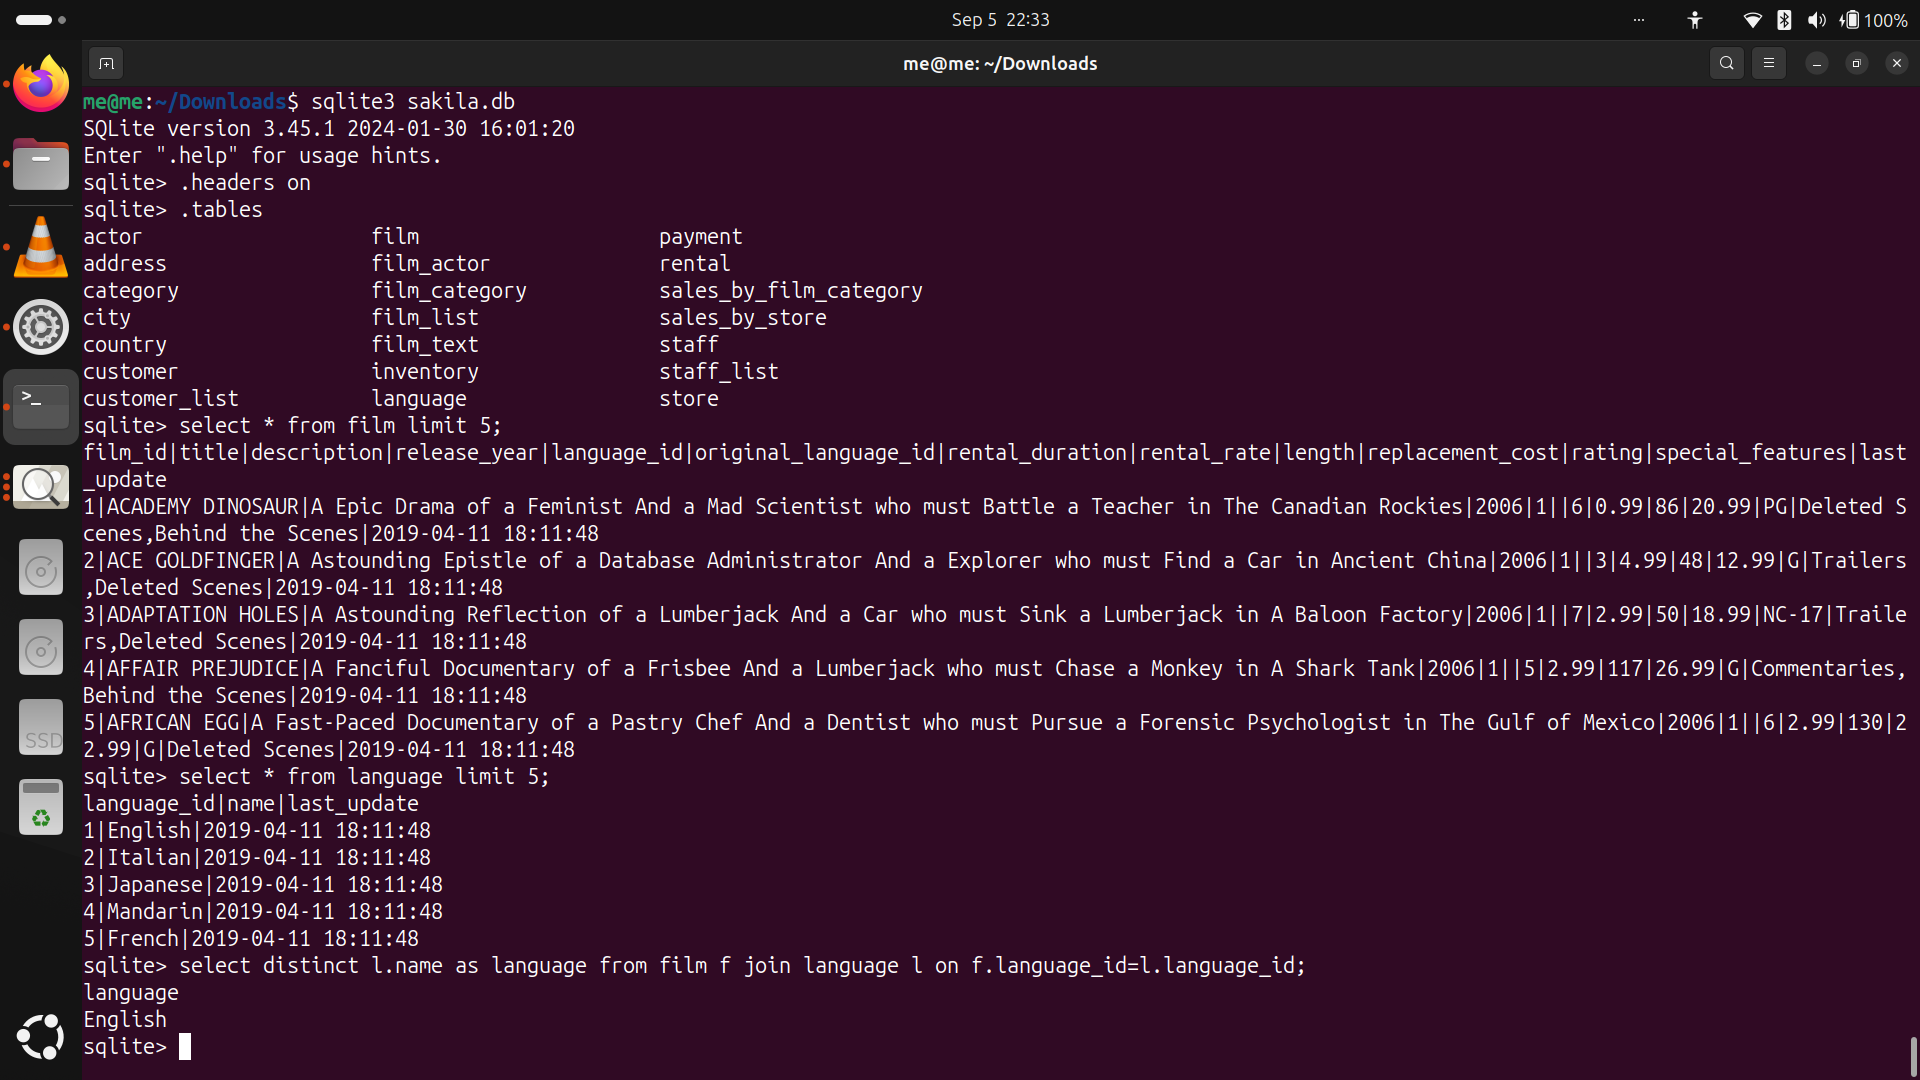 Sep 5 22:33
100%
me@me: ~/Downloads
me@me:~/Downloads$ sqlite3 sakila.db
SQLite version 3.45.1 2024-01-30 16:01:20
Enter ".help" for usage hints.
sqlite> .headers on
sqlite> .tables
actor film payment
address film_actor rental
category film_category sales_by_film_category
city film_list sales_by_store
country film_text staff
customer inventory staff_list
customer_list language store
sqlite> select * from film limit 5;
film_id|title|description|release_year|language_id|original_language_id|rental_duration|rental_rate|length|replacement_cost|rating|special_features|last
_update
1|ACADEMY DINOSAUR|A Epic Drama of a Feminist And a Mad Scientist who must Battle a Teacher in The Canadian Rockies|2006|1||6|0.99|86|20.99|PG|Deleted S
cenes,Behind the Scenes|2019-04-11 18:11:48
2|ACE GOLDFINGER|A Astounding Epistle of a Database Administrator And a Explorer who must Find a Car in Ancient China|2006|1||3|4.99|48|12.99|G|Trailers
,Deleted Scenes|2019-04-11 18:11:48
3|ADAPTATION HOLES|A Astounding Reflection of a Lumberjack And a Car who must Sink a Lumberjack in A Baloon Factory|2006|1||7|2.99|50|18.99|NC-17|Traile
rs,Deleted Scenes|2019-04-11 18:11:48
4|AFFAIR PREJUDICE|A Fanciful Documentary of a Frisbee And a Lumberjack who must Chase a Monkey in A Shark Tank|2006|1||5|2.99|117|26.99|G|Commentaries,
Behind the Scenes|2019-04-11 18:11:48
5|AFRICAN EGG|A Fast-Paced Documentary of a Pastry Chef And a Dentist who must Pursue a Forensic Psychologist in The Gulf of Mexico|2006|1||6|2.99|130|2
2.99|G|Deleted Scenes|2019-04-11 18:11:48
sqlite> select * from language limit 5;
language_id|name|last_update
1|English|2019-04-11 18:11:48
2|Italian|2019-04-11 18:11:48
3|Japanese|2019-04-11 18:11:48
4|Mandarin|2019-04-11 18:11:48
5|French|2019-04-11 18:11:48
sqlite> select distinct l.name as language from film f join language l on f.language_id=l.language_id;
language
English
sqlite>
>_
SSD